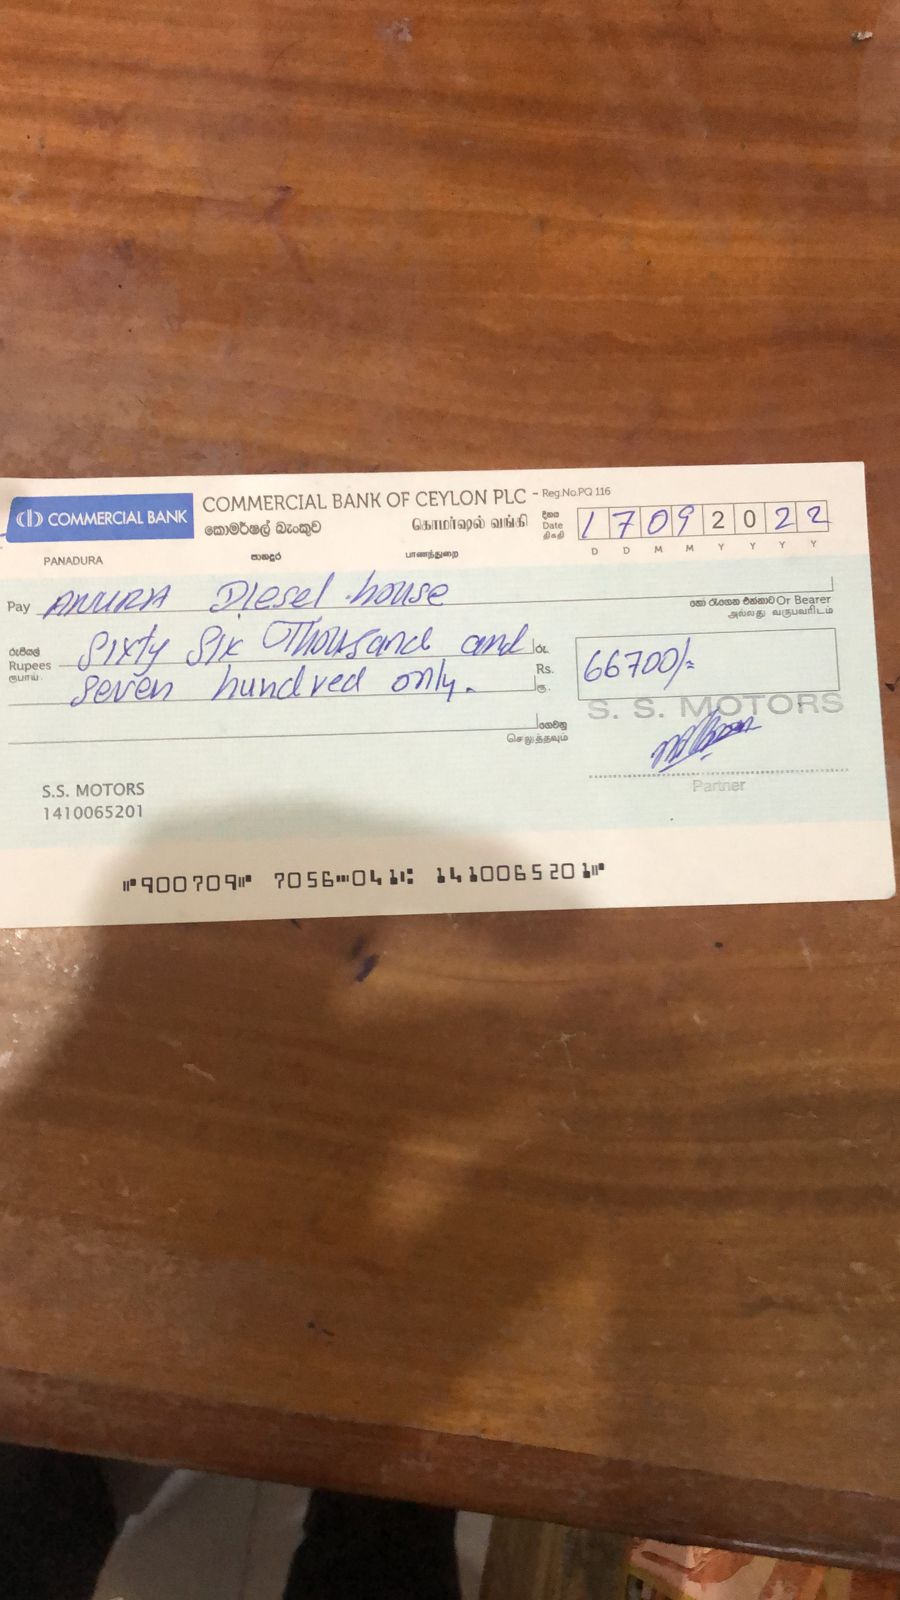 COMMERCIAL BANK
COMMERCIAL BANK OF CEYLON PLC - Reg.No.PQ 116
කොමර්ෂල් බැංකුව
கொமர்ஷல் வங்கி
දිනය
Date
திகதி
17092022
D D M M Y Y Y Y
PANADURA පානදුර பாணந்துறை
Pay ANURA Diesel house
හෝ රැගෙන එන්නාට Or Bearer
அல்லது வருபவரிடம்
රුපියල්
Rupees
ரூபாய்
Sixty Six Thousand and
seven hundred only.
රු.
Rs.
ரூ.
66700/=
ගෙවනු
செலுத்தவும்
S. S. MOTORS
Partner
S.S. MOTORS
1410065201
⑈900709⑈ 7056⑉041⑆ 1410065201⑈